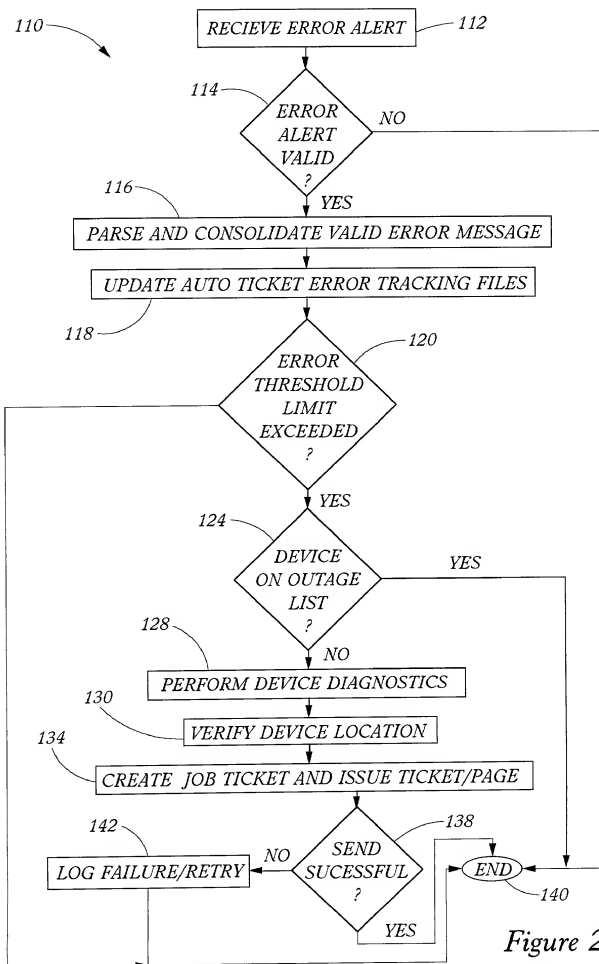 110
RECIEVE ERROR ALERT
112
114
ERROR
ALERT
VALID
?
NO
YES
116
PARSE AND CONSOLIDATE VALID ERROR MESSAGE
UPDATE AUTO TICKET ERROR TRACKING FILES
118
120
ERROR
THRESHOLD
LIMIT
EXCEEDED
?
YES
124
DEVICE
ON OUTAGE
LIST
?
YES
NO
128
PERFORM DEVICE DIAGNOSTICS
130
VERIFY DEVICE LOCATION
134
CREATE JOB TICKET AND ISSUE TICKET/PAGE
142
138
SEND
SUCESSFUL
?
NO
LOG FAILURE/RETRY
END
140
YES
Figure 2